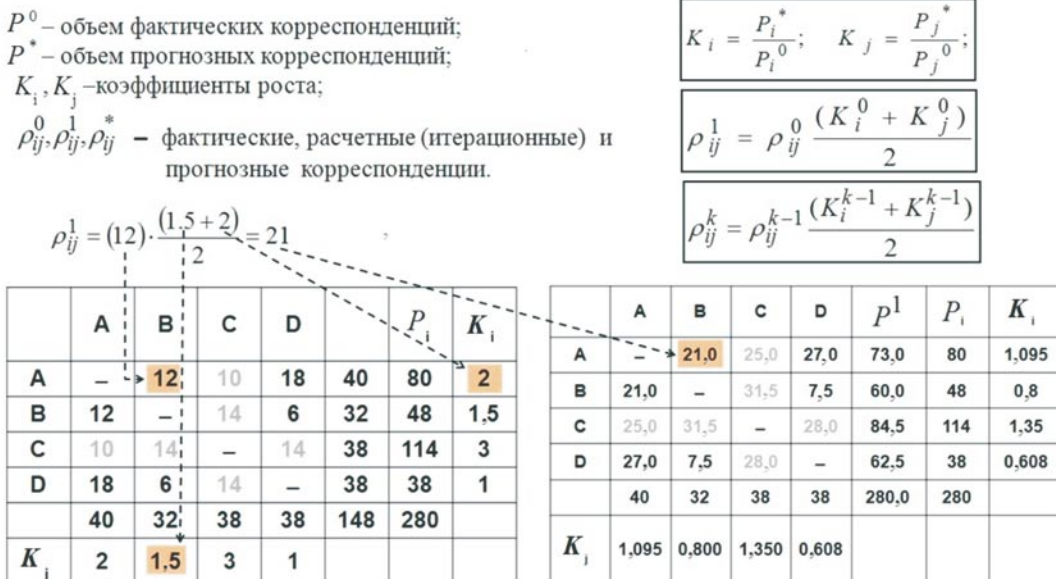 P⁰ – объем фактических корреспонденций;
P* – объем прогнозных корреспонденций;
Kᵢ, Kⱼ –коэффициенты роста;
ρ⁰ᵢⱼ, ρ¹ᵢⱼ, ρ*ᵢⱼ – фактические, расчетные (итерационные) и
прогнозные корреспонденции.
Kᵢ = Pᵢ* / Pᵢ⁰; Kⱼ = Pⱼ* / Pⱼ⁰;
ρ¹ᵢⱼ = ρ⁰ᵢⱼ (Kᵢ⁰ + Kⱼ⁰) / 2
ρᵏᵢⱼ = ρᵏ⁻¹ᵢⱼ (Kᵢᵏ⁻¹ + Kⱼᵏ⁻¹) / 2
ρ¹ᵢⱼ = (12) · (1.5 + 2) / 2 = 21
A B C D Pᵢ Kᵢ
A – 12 10 18 40 80 2
B 12 – 14 6 32 48 1,5
C 10 14 – 14 38 114 3
D 18 6 14 – 38 38 1
40 32 38 38 148 280
Kⱼ 2 1,5 3 1
A B C D P¹ Pᵢ Kᵢ
A – 21,0 25,0 27,0 73,0 80 1,095
B 21,0 – 31,5 7,5 60,0 48 0,8
C 25,0 31,5 – 28,0 84,5 114 1,35
D 27,0 7,5 28,0 – 62,5 38 0,608
40 32 38 38 280,0 280
Kⱼ 1,095 0,800 1,350 0,608